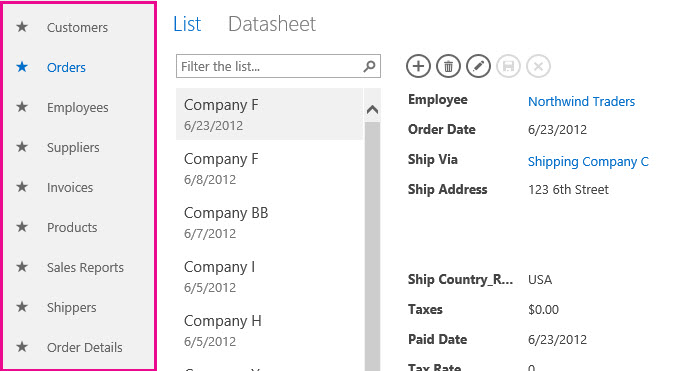 Customers
Orders
Employees
Suppliers
Invoices
Products
Sales Reports
Shippers
Order Details
List Datasheet
Filter the list...
Company F
6/23/2012
Company F
6/8/2012
Company BB
6/7/2012
Company I
6/5/2012
Company H
6/5/2012
Employee Northwind Traders
Order Date 6/23/2012
Ship Via Shipping Company C
Ship Address 123 6th Street
Ship Country_R... USA
Taxes $0.00
Paid Date 6/23/2012
Tax Rate 0